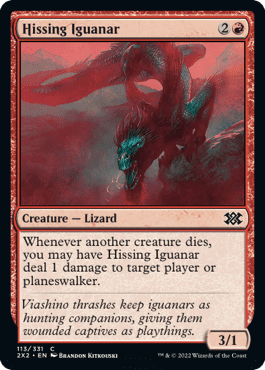 Hissing Iguanar 2
Creature — Lizard
Whenever another creature dies,
you may have Hissing Iguanar
deal 1 damage to target player or
planeswalker.
Viashino thrashes keep iguanars as
hunting companions, giving them
wounded captives as playthings.
3/1
113/331 C
2X2 • EN BRANDON KITKOUSKI
™ & © 2022 Wizards of the Coast